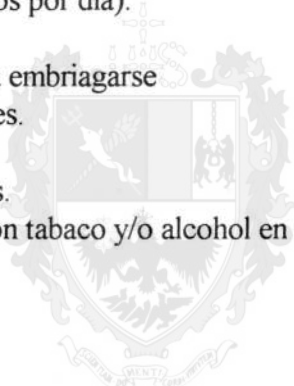 os por día).
embriagarse
es.
s.
on tabaco y/o alcohol en